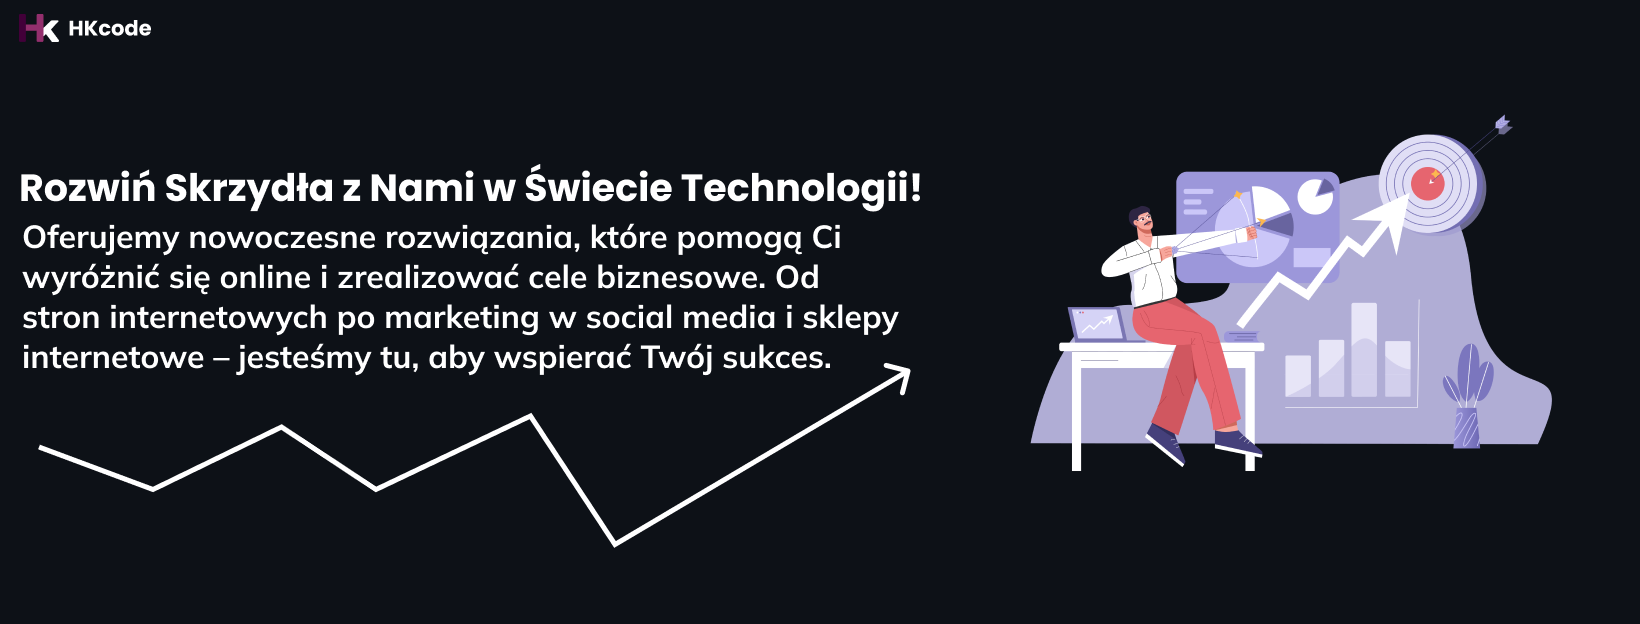 HK HKcode
Rozwiń Skrzydła z Nami w Świecie Technologii!
Oferujemy nowoczesne rozwiązania, które pomogą Ci
wyróżnić się online i zrealizować cele biznesowe. Od
stron internetowych po marketing w social media i sklepy
internetowe – jesteśmy tu, aby wspierać Twój sukces.